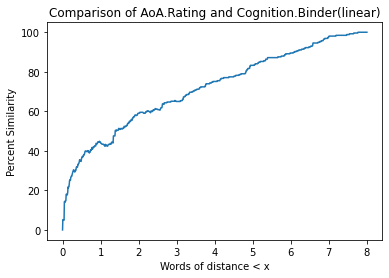 Comparison of AoA.Rating and Cognition.Binder(linear)
Percent Similarity
100
80
60
40
20
0
0 1 2 3 4 5 6 7 8
Words of distance < x